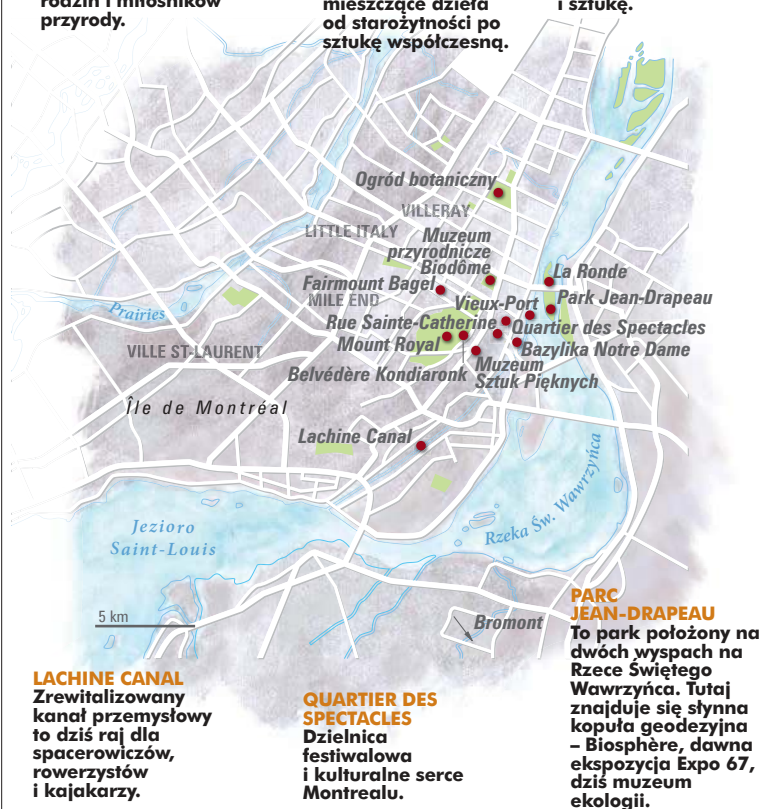 rodzin i miłośników
przyrody.
mieszczące dzieła
od starożytności po
sztukę współczesną.
i sztukę.
Ogród botaniczny
VILLERAY
LITTLE ITALY
Muzeum
przyrodnicze
Biodôme
La Ronde
Fairmount Bagel
MILE END
Vieux-Port
Park Jean-Drapeau
Prairies
Rue Sainte-Catherine
Quartier des Spectacles
Mount Royal
Bazylika Notre Dame
VILLE ST-LAURENT
Belvédère Kondiaronk
Muzeum
Sztuk Pięknych
Île de Montréal
Lachine Canal
Rzeka Św. Wawrzyńca
Jezioro
Saint-Louis
5 km
Bromont
LACHINE CANAL
Zrewitalizowany
kanał przemysłowy
to dziś raj dla
spacerowiczów,
rowerzystów
i kajakarzy.
QUARTIER DES
SPECTACLES
Dzielnica
festiwalowa
i kulturalne serce
Montrealu.
PARC
JEAN-DRAPEAU
To park położony na
dwóch wyspach na
Rzece Świętego
Wawrzyńca. Tutaj
znajduje się słynna
kopuła geodezyjna
– Biosphère, dawna
ekspozycja Expo 67,
dziś muzeum
ekologii.